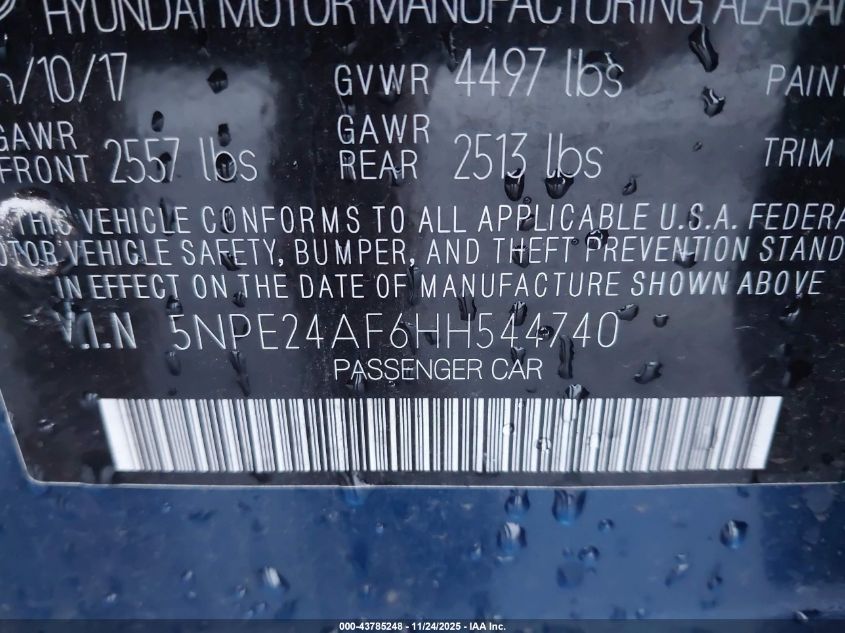 HYUNDAI MOTOR MANUFACTURING ALABA
/10/17 GVWR 4497 lbs PAINT
GAWR FRONT 2557 lbs GAWR REAR 2513 lbs TRIM
THIS VEHICLE CONFORMS TO ALL APPLICABLE U.S.A. FEDERA
OTOR VEHICLE SAFETY, BUMPER, AND THEFT PREVENTION STAND
IN EFFECT ON THE DATE OF MANUFACTURE SHOWN ABOVE
V.I.N 5NPE24AF6HH544740
PASSENGER CAR
000-43785248 - 11/24/2025 - IAA Inc.